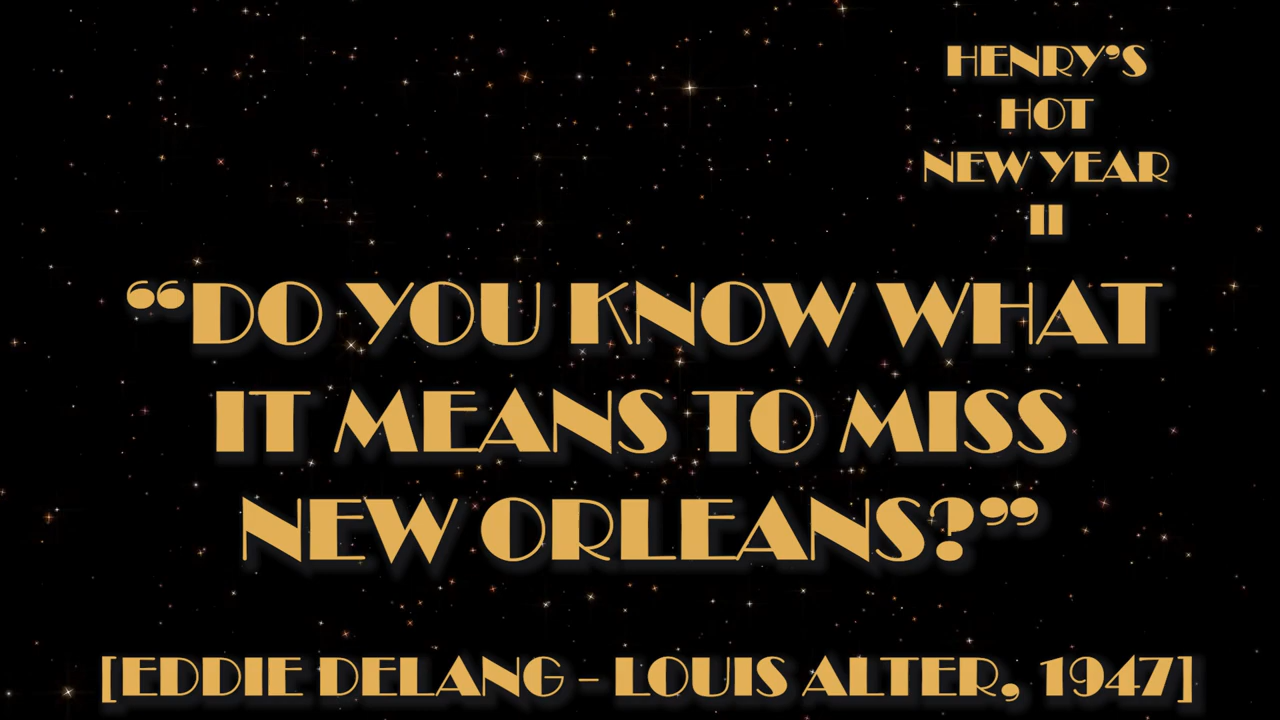 HENRY'S
HOT
NEW YEAR
II
“DO YOU KNOW WHAT
IT MEANS TO MISS
NEW ORLEANS?”
[EDDIE DELANG – LOUIS ALTER, 1947]